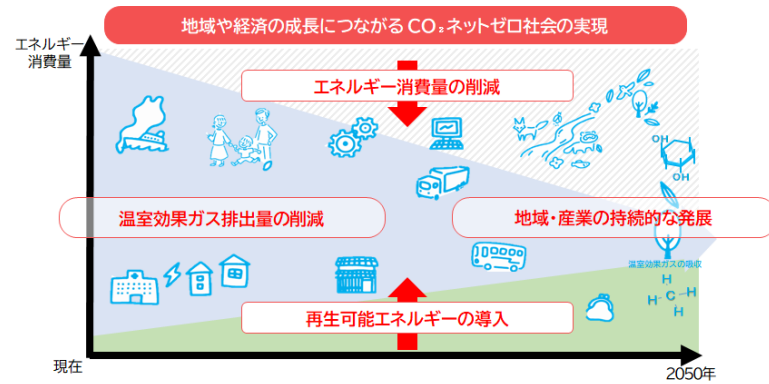 地域や経済の成長につながるCO₂ネットゼロ社会の実現
エネルギー
消費量
エネルギー消費量の削減
OH
OH
温室効果ガス排出量の削減
地域・産業の持続的な発展
温室効果ガスの吸収
H
H-C-H
H
再生可能エネルギーの導入
現在
2050年